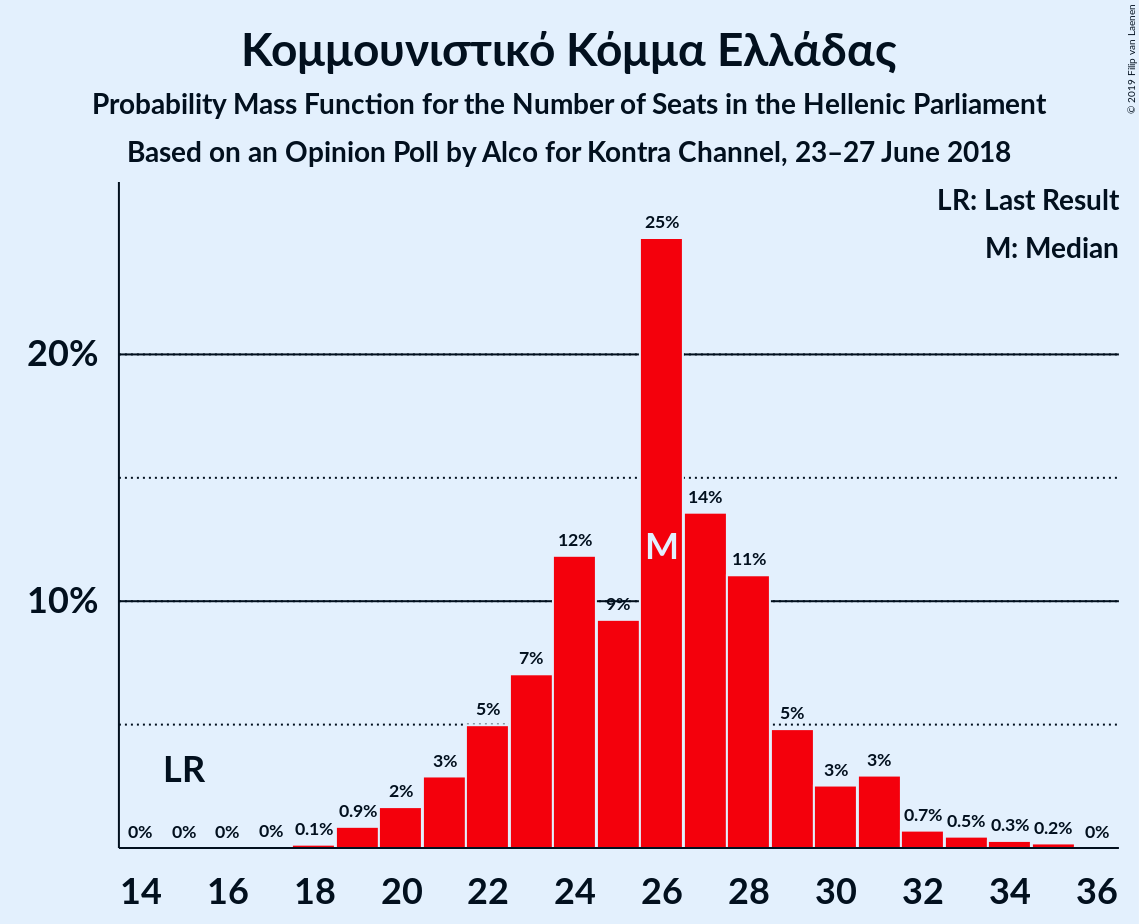 Κομμουνιστικό Κόμμα Ελλάδας
Probability Mass Function for the Number of Seats in the Hellenic Parliament
Based on an Opinion Poll by Alco for Kontra Channel, 23–27 June 2018
© 2019 Filip van Laenen
LR: Last Result
M: Median
25%
20%
14%
12%
11%
10%
9%
7%
5%
5%
LR
3%
3%
3%
2%
0.9%
0.7%
0.5%
0.3%
0.2%
0.1%
0%
0%
0%
0%
0%
M
14 16 18 20 22 24 26 28 30 32 34 36